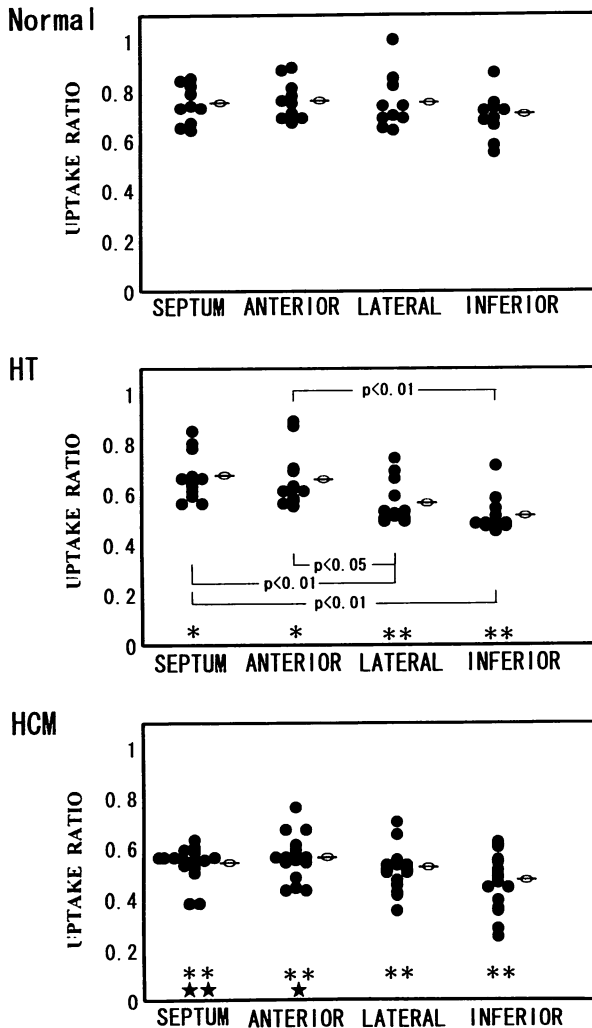 Normal
UPTAKE RATIO
1
0.8
0.6
0.4
0.2
0
SEPTUM ANTERIOR LATERAL INFERIOR
HT
UPTAKE RATIO
1
0.8
0.6
0.4
0.2
0
p<0.01
p<0.05
p<0.01
p<0.01
* * ** **
SEPTUM ANTERIOR LATERAL INFERIOR
HCM
UPTAKE RATIO
1
0.8
0.6
0.4
0.2
0
** ** ** **
★★ ★
SEPTUM ANTERIOR LATERAL INFERIOR